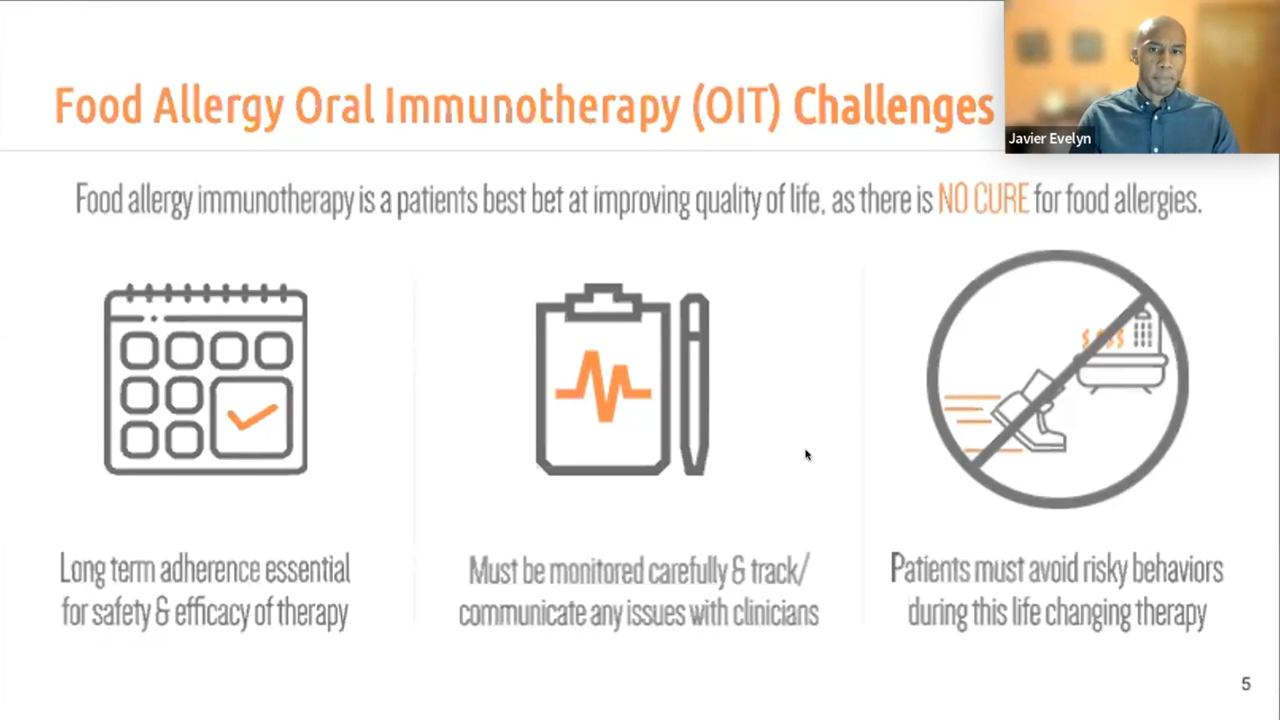 Food Allergy Oral Immunotherapy (OIT) Challenges
Javier Evelyn
Food allergy immunotherapy is a patients best bet at improving quality of life, as there is NO CURE for food allergies.
Long term adherence essential
for safety & efficacy of therapy
Must be monitored carefully & track/
communicate any issues with clinicians
Patients must avoid risky behaviors
during this life changing therapy
5